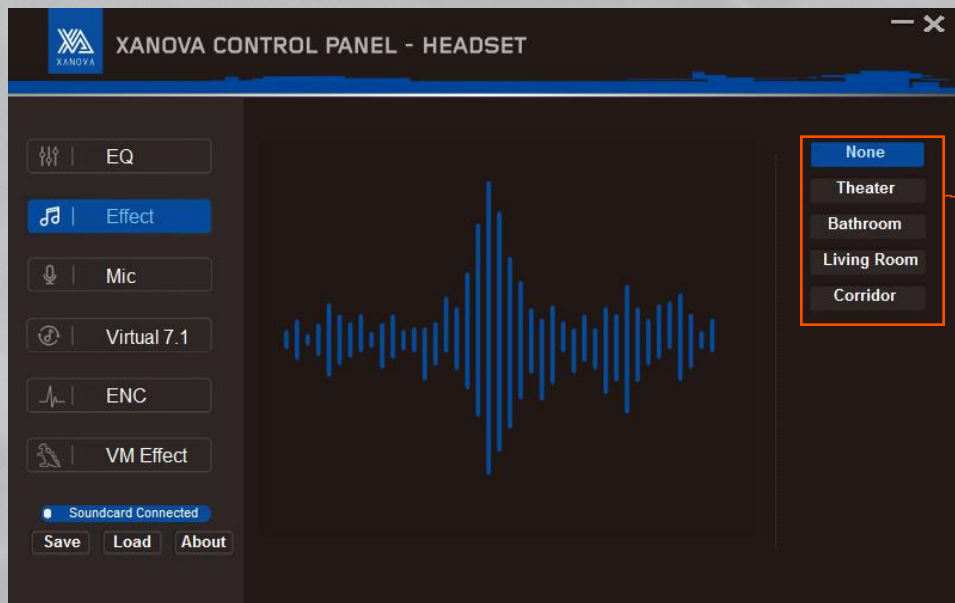 XANOVA
XANOVA CONTROL PANEL - HEADSET
EQ
Effect
Mic
Virtual 7.1
ENC
VM Effect
Soundcard Connected
Save
Load
About
None
Theater
Bathroom
Living Room
Corridor